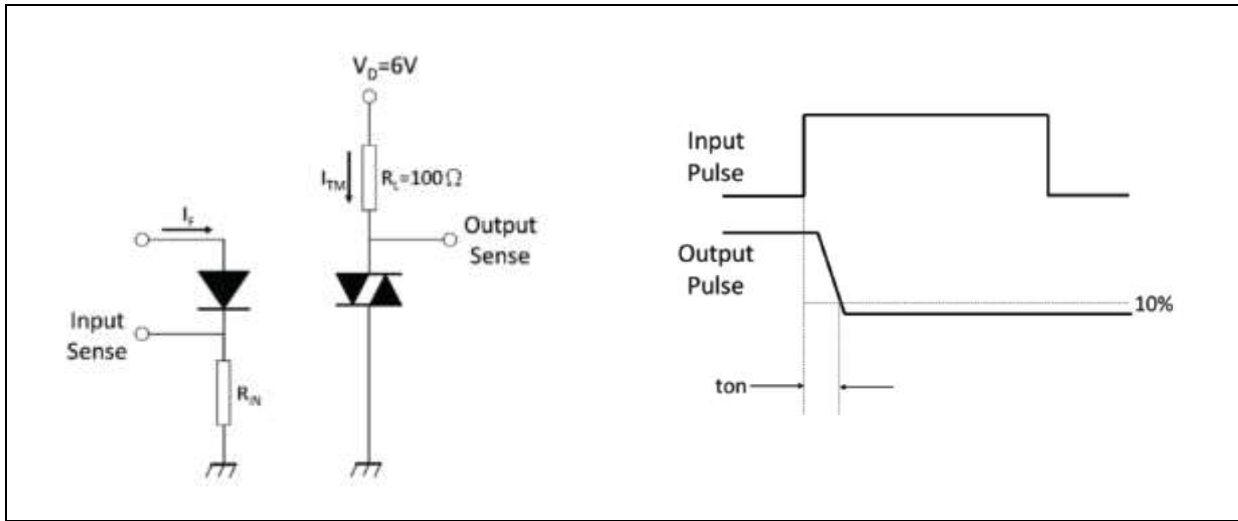 V_D=6V
I_TM
R_L=100Ω
I_F
Output
Sense
Input
Sense
R_IN
Input
Pulse
Output
Pulse
10%
ton